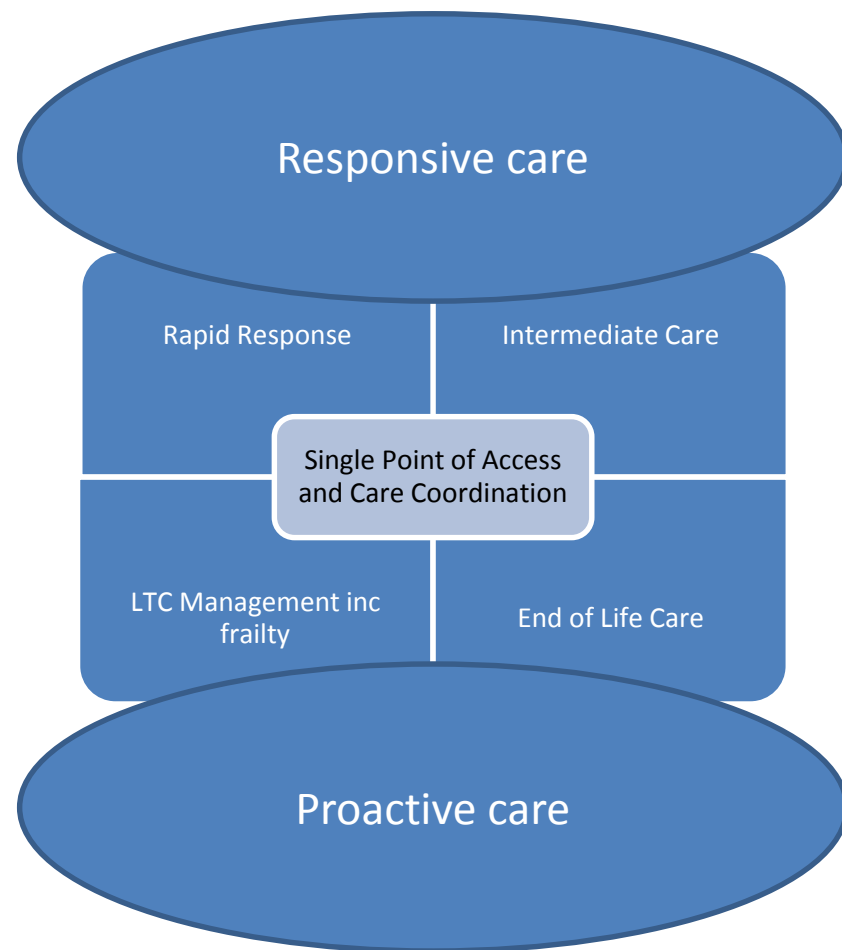 Responsive care
Rapid Response
Intermediate Care
Single Point of Access
and Care Coordination
LTC Management inc
frailty
End of Life Care
Proactive care